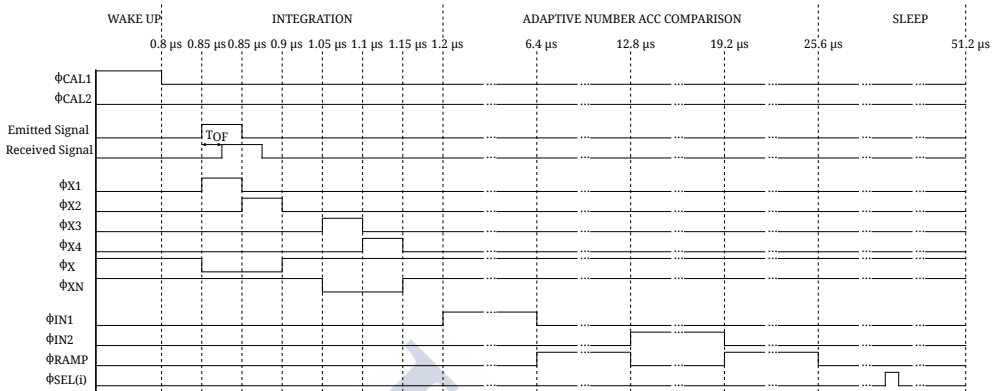 WAKE UP INTEGRATION ADAPTIVE NUMBER ACC COMPARISON SLEEP
0.8 µs 0.85 µs 0.85 µs 0.9 µs 1.05 µs 1.1 µs 1.15 µs 1.2 µs 6.4 µs 12.8 µs 19.2 µs 25.6 µs 51.2 µs
ϕCAL1
ϕCAL2
Emitted Signal
TOF
Received Signal
ϕX1
ϕX2
ϕX3
ϕX4
ϕX
ϕXN
ϕIN1
ϕIN2
ϕRAMP
ϕSEL(i)